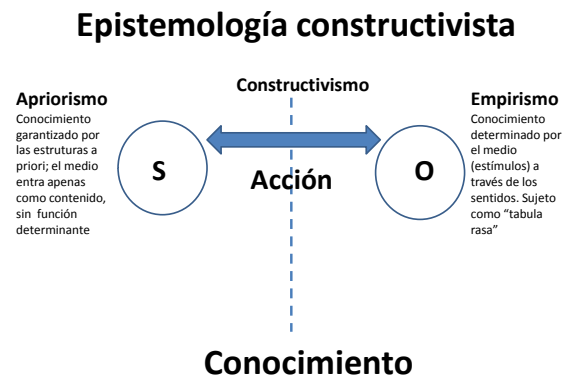 Epistemología constructivista
Constructivismo
Apriorismo
Conocimiento
garantizado por
las estruturas a
priori; el medio
entra apenas
como contenido,
sin función
determinante
S
Acción
O
Empirismo
Conocimiento
determinado por
el medio
(estímulos) a
través de los
sentidos. Sujeto
como “tabula
rasa”
Conocimiento